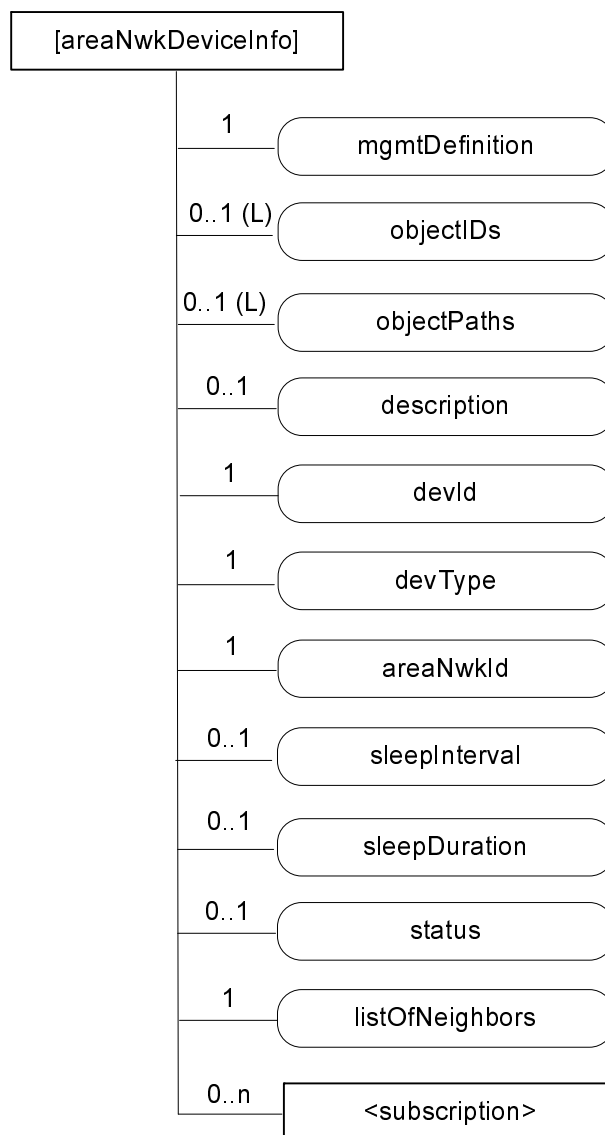 [areaNwkDeviceInfo]
1
mgmtDefinition
0..1 (L)
objectIDs
0..1 (L)
objectPaths
0..1
description
1
devId
1
devType
1
areaNwkId
0..1
sleepInterval
0..1
sleepDuration
0..1
status
1
listOfNeighbors
0..n
<subscription>